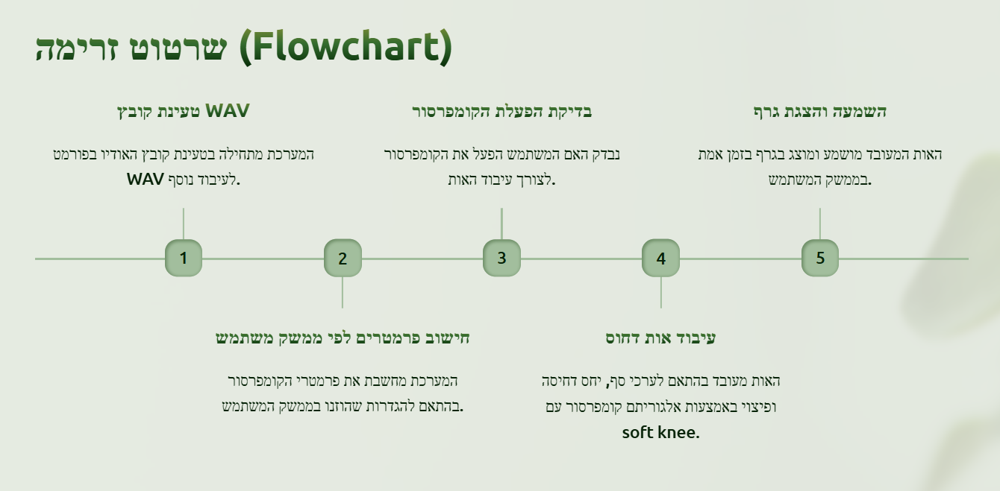 שרטוט זרימה (Flowchart)
טעינת קובץ WAV
המערכת מתחילה בטעינת קובץ האודיו בפורמט
WAV לעיבוד נוסף.
1
חישוב פרמטרים לפי ממשק משתמש
המערכת מחשבת את פרמטרי הקומפרסור
בהתאם להגדרות שהוזנו בממשק המשתמש.
2
בדיקת הפעלת הקומפרסור
נבדק האם המשתמש הפעל את הקומפרסור
לצורך עיבוד האות.
3
עיבוד אות דחוס
האות מעובד בהתאם לערכי סף, יחס דחיסה
ופיצוי באמצעות אלגוריתם קומפרסור עם
soft knee.
4
השמעה והצגת גרף
האות המעובד מושמע ומוצג בגרף בזמן אמת
בממשק המשתמש.
5